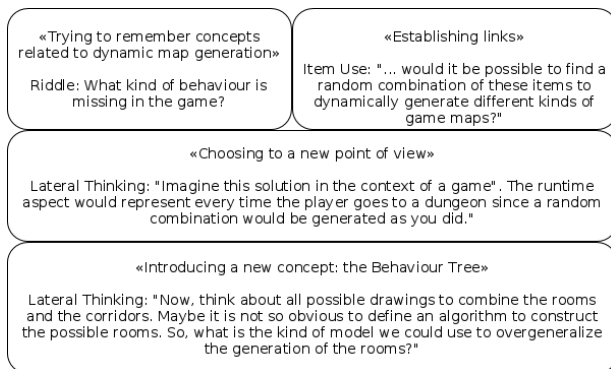 «Trying to remember concepts
related to dynamic map generation»
Riddle: What kind of behaviour is
missing in the game?
«Establishing links»
Item Use: "... would it be possible to find a
random combination of these items to
dynamically generate different kinds of
game maps?"
«Choosing to a new point of view»
Lateral Thinking: "Imagine this solution in the context of a game". The runtime
aspect would represent every time the player goes to a dungeon since a random
combination would be generated as you did."
«Introducing a new concept: the Behaviour Tree»
Lateral Thinking: "Now, think about all possible drawings to combine the rooms
and the corridors. Maybe it is not so obvious to define an algorithm to construct
the possible rooms. So, what is the kind of model we could use to overgeneralize
the generation of the rooms?"